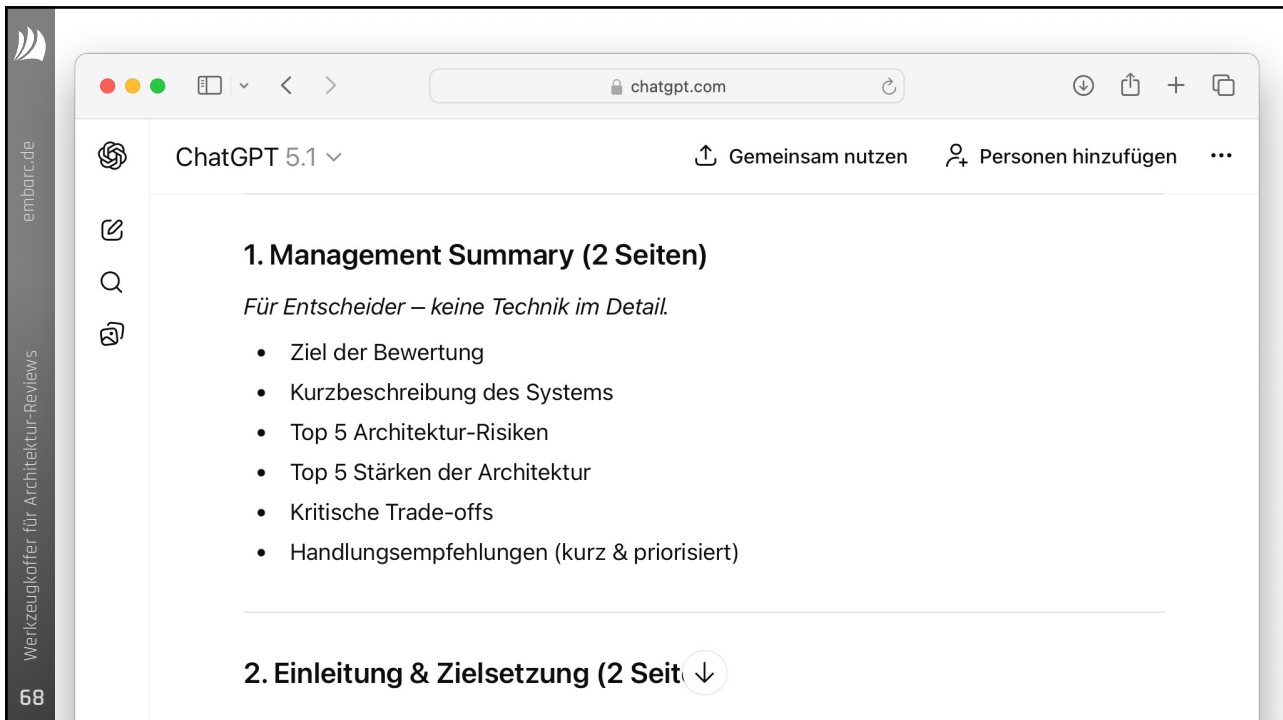 embarc.de
Werkzeugkoffer für Architektur-Reviews
68
chatgpt.com
ChatGPT 5.1
Gemeinsam nutzen
Personen hinzufügen
1. Management Summary (2 Seiten)
Für Entscheider – keine Technik im Detail.
• Ziel der Bewertung
• Kurzbeschreibung des Systems
• Top 5 Architektur-Risiken
• Top 5 Stärken der Architektur
• Kritische Trade-offs
• Handlungsempfehlungen (kurz & priorisiert)
2. Einleitung & Zielsetzung (2 Seit